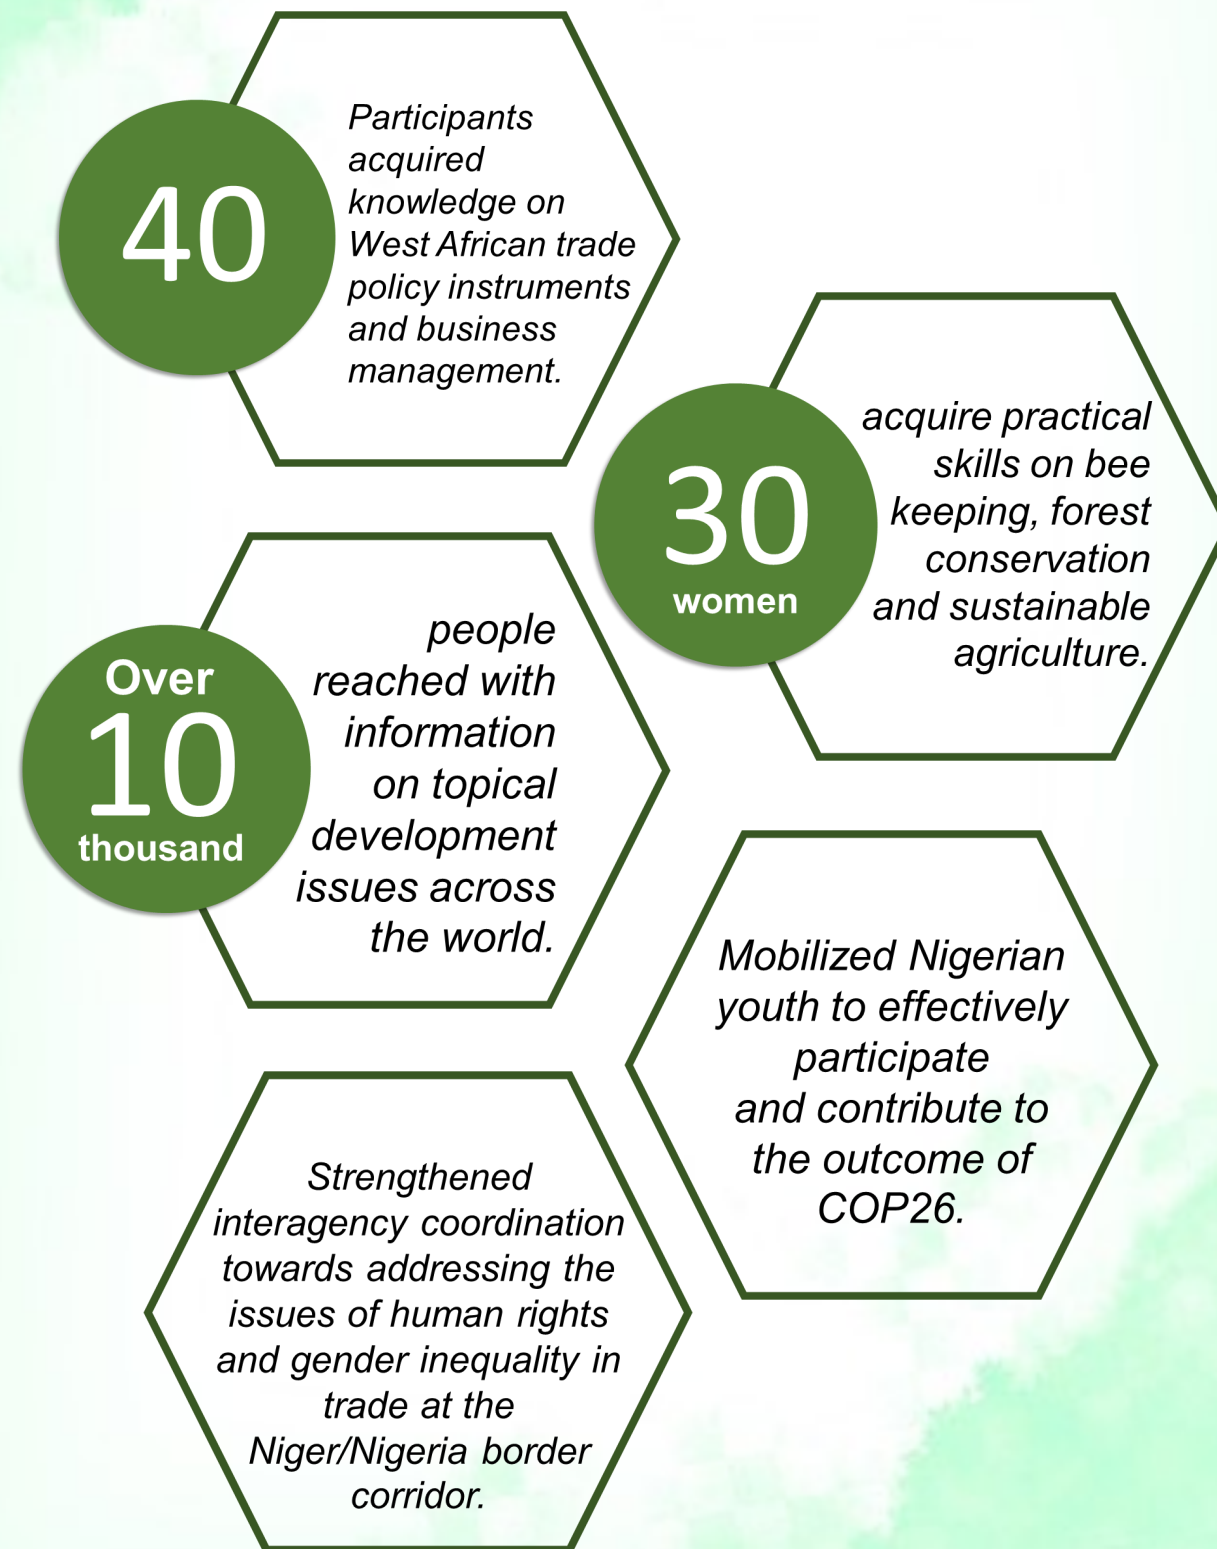 40
Participants
acquired
knowledge on
West African trade
policy instruments
and business
management.
30
women
acquire practical
skills on bee
keeping, forest
conservation
and sustainable
agriculture.
Over
10
thousand
people
reached with
information
on topical
development
issues across
the world.
Mobilized Nigerian
youth to effectively
participate
and contribute to
the outcome of
COP26.
Strengthened
interagency coordination
towards addressing the
issues of human rights
and gender inequality in
trade at the
Niger/Nigeria border
corridor.